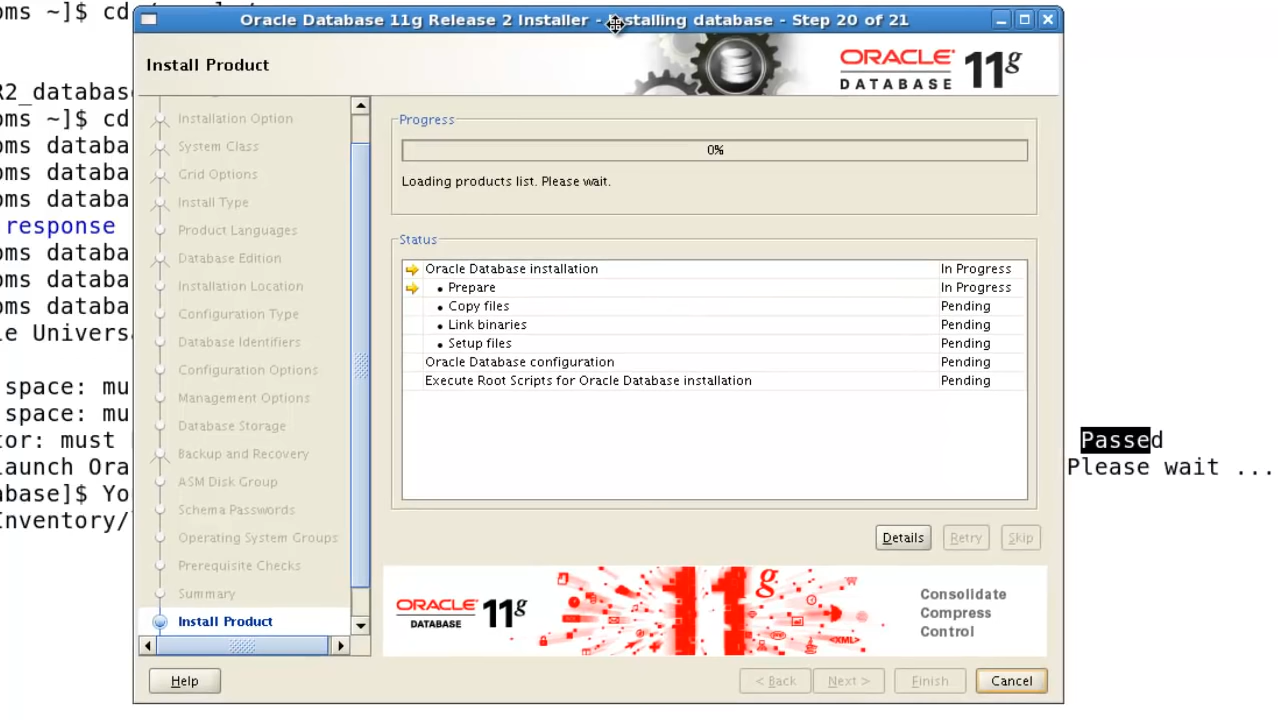 oms ~]$ cd
Oracle Database 11g Release 2 Installer - Installing database - Step 20 of 21
Install Product
ORACLE
DATABASE 11g
R2_database
oms ~]$ cd
oms databa
oms databa
oms databa
response
oms databa
oms databa
oms databa
le Univers
space: mu
space: mu
tor: must
Launch Ora
abase]$ Yo
Inventory/
Installation Option
System Class
Grid Options
Install Type
Product Languages
Database Edition
Installation Location
Configuration Type
Database Identifiers
Configuration Options
Management Options
Database Storage
Backup and Recovery
ASM Disk Group
Schema Passwords
Operating System Groups
Prerequisite Checks
Summary
Install Product
Progress
0%
Loading products list. Please wait.
Status
Oracle Database installation In Progress
• Prepare In Progress
• Copy files Pending
• Link binaries Pending
• Setup files Pending
Oracle Database configuration Pending
Execute Root Scripts for Oracle Database installation Pending
Passed
Please wait ...
Details Retry Skip
ORACLE
DATABASE 11g
11g
<XML>
Consolidate
Compress
Control
Help < Back Next > Finish Cancel